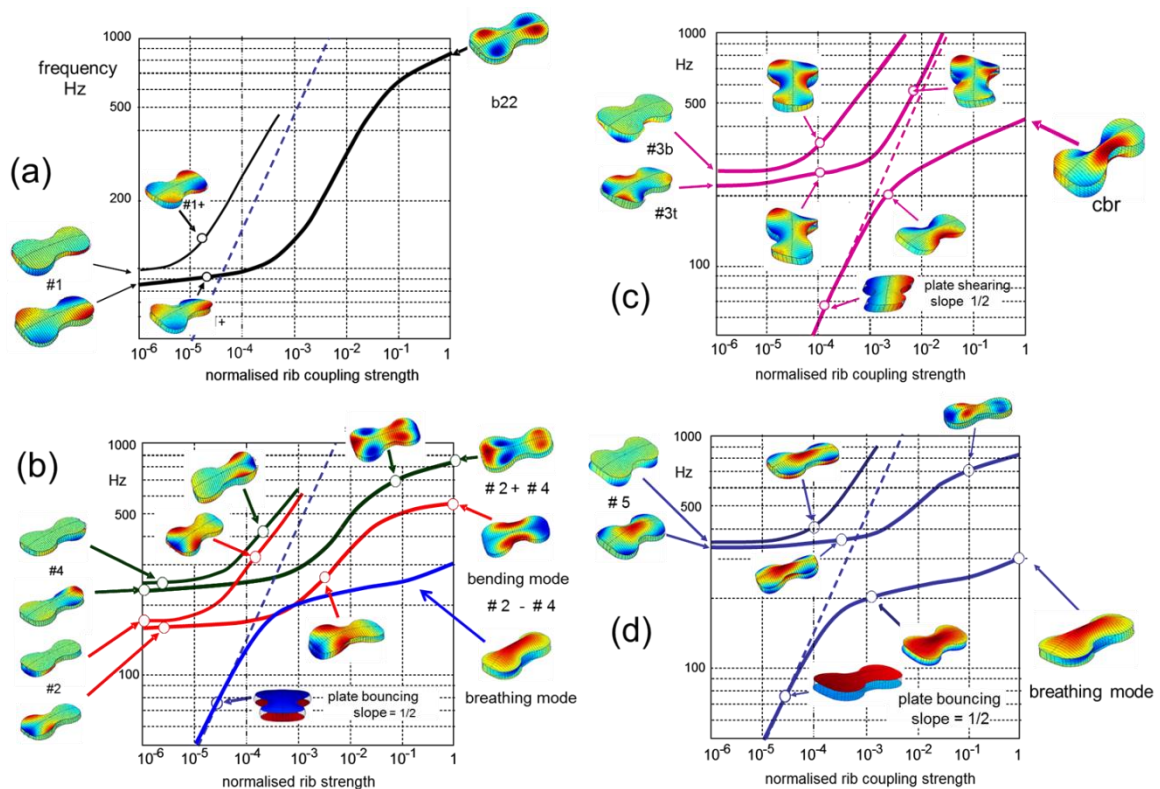 (a)
1000
frequency
Hz
500
200
#1+
#1
+
b22
10-6
10-5
10-4
10-3
10-2
10-1
1
normalised rib coupling strength
(c)
1000
Hz
500
100
#3b
#3t
cbr
plate shearing
slope 1/2
10-6
10-5
10-4
10-3
10-2
10-1
1
normalised rib coupling strength
(b)
1000
Hz
500
100
#4
#2
# 2 + # 4
bending mode
# 2 - # 4
breathing mode
plate bouncing
slope = 1/2
10-6
10-5
10-4
10-3
10-2
10-1
1
normalised rib strength
(d)
1000
Hz
500
100
# 5
plate bouncing
slope = 1/2
breathing mode
10-6
10-5
10-4
10-3
10-2
10-1
1
normalised rib coupling strength